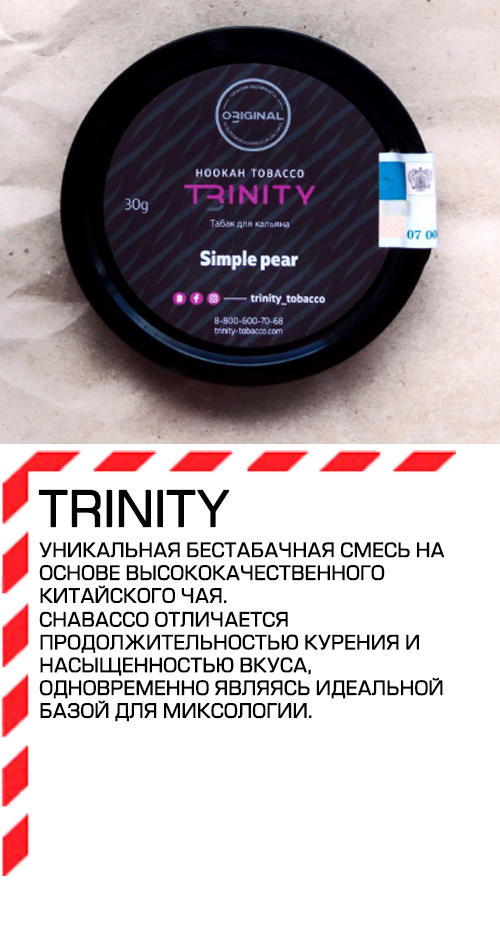 ORIGINAL
HOOKAH TOBACCO
TRINITY
30g
Табак для кальяна
Simple pear
B f trinity_tobacco
8-800-600-70-68
trinity-tobacco.com
07 00
TRINITY
УНИКАЛЬНАЯ БЕСТАБАЧНАЯ СМЕСЬ НА
ОСНОВЕ ВЫСОКОКАЧЕСТВЕННОГО
КИТАЙСКОГО ЧАЯ.
CHABACCO ОТЛИЧАЕТСЯ
ПРОДОЛЖИТЕЛЬНОСТЬЮ КУРЕНИЯ И
НАСЫЩЕННОСТЬЮ ВКУСА,
ОДНОВРЕМЕННО ЯВЛЯЯСЬ ИДЕАЛЬНОЙ
БАЗОЙ ДЛЯ МИКСОЛОГИИ.